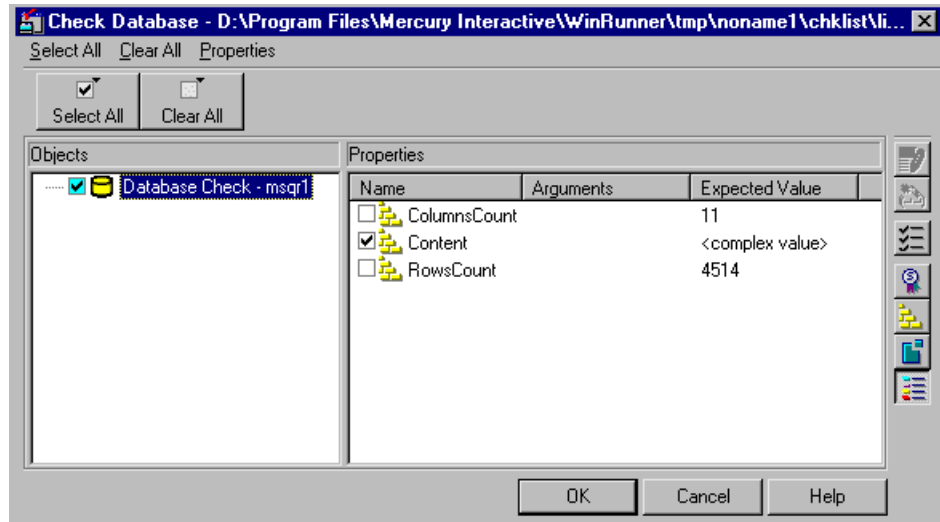 Check Database - D:\Program Files\Mercury Interactive\WinRunner\tmp\noname1\chklist\li...
Select All Clear All Properties
Select All Clear All
Objects Properties
Database Check - msqr1
Name Arguments Expected Value
ColumnsCount 11
Content <complex value>
RowsCount 4514
OK Cancel Help